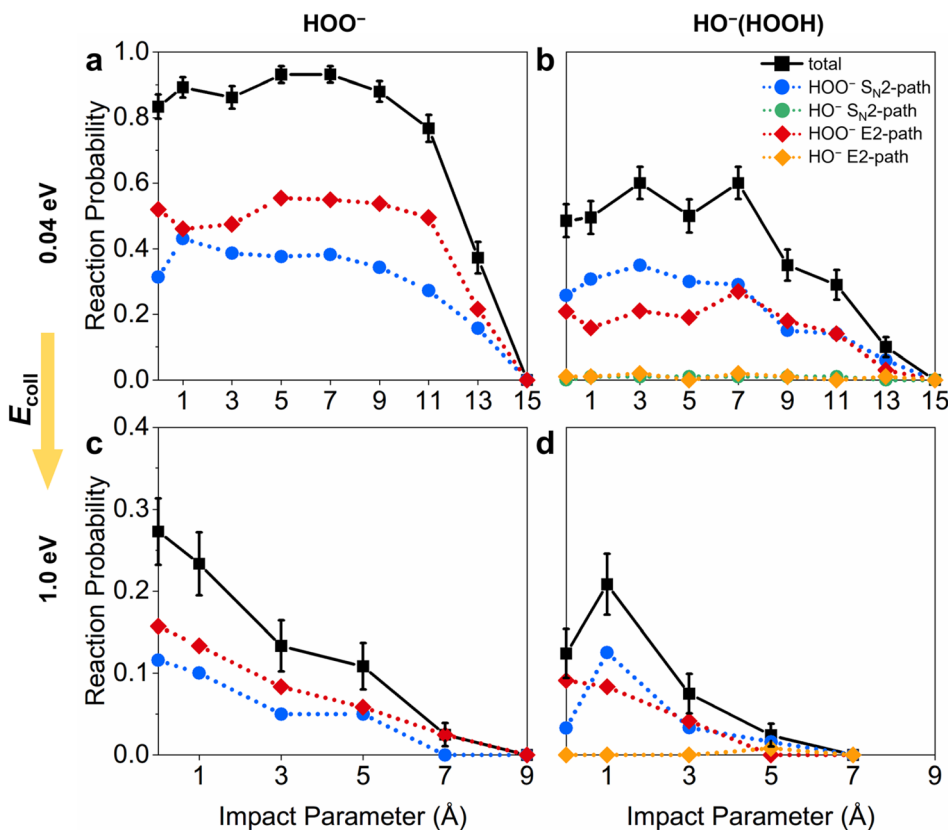 HOO⁻
HO⁻(HOOH)
a
1.0
0.8
0.6
0.4
0.2
0.0
Reaction Probability
1 3 5 7 9 11 13 15
b
total
HOO⁻ S_N2-path
HO⁻ S_N2-path
HOO⁻ E2-path
HO⁻ E2-path
1 3 5 7 9 11 13 15
0.04 eV
E_coll
1.0 eV
c
0.4
0.3
0.2
0.1
0.0
Reaction Probability
1 3 5 7 9
Impact Parameter (Å)
d
1 3 5 7 9
Impact Parameter (Å)